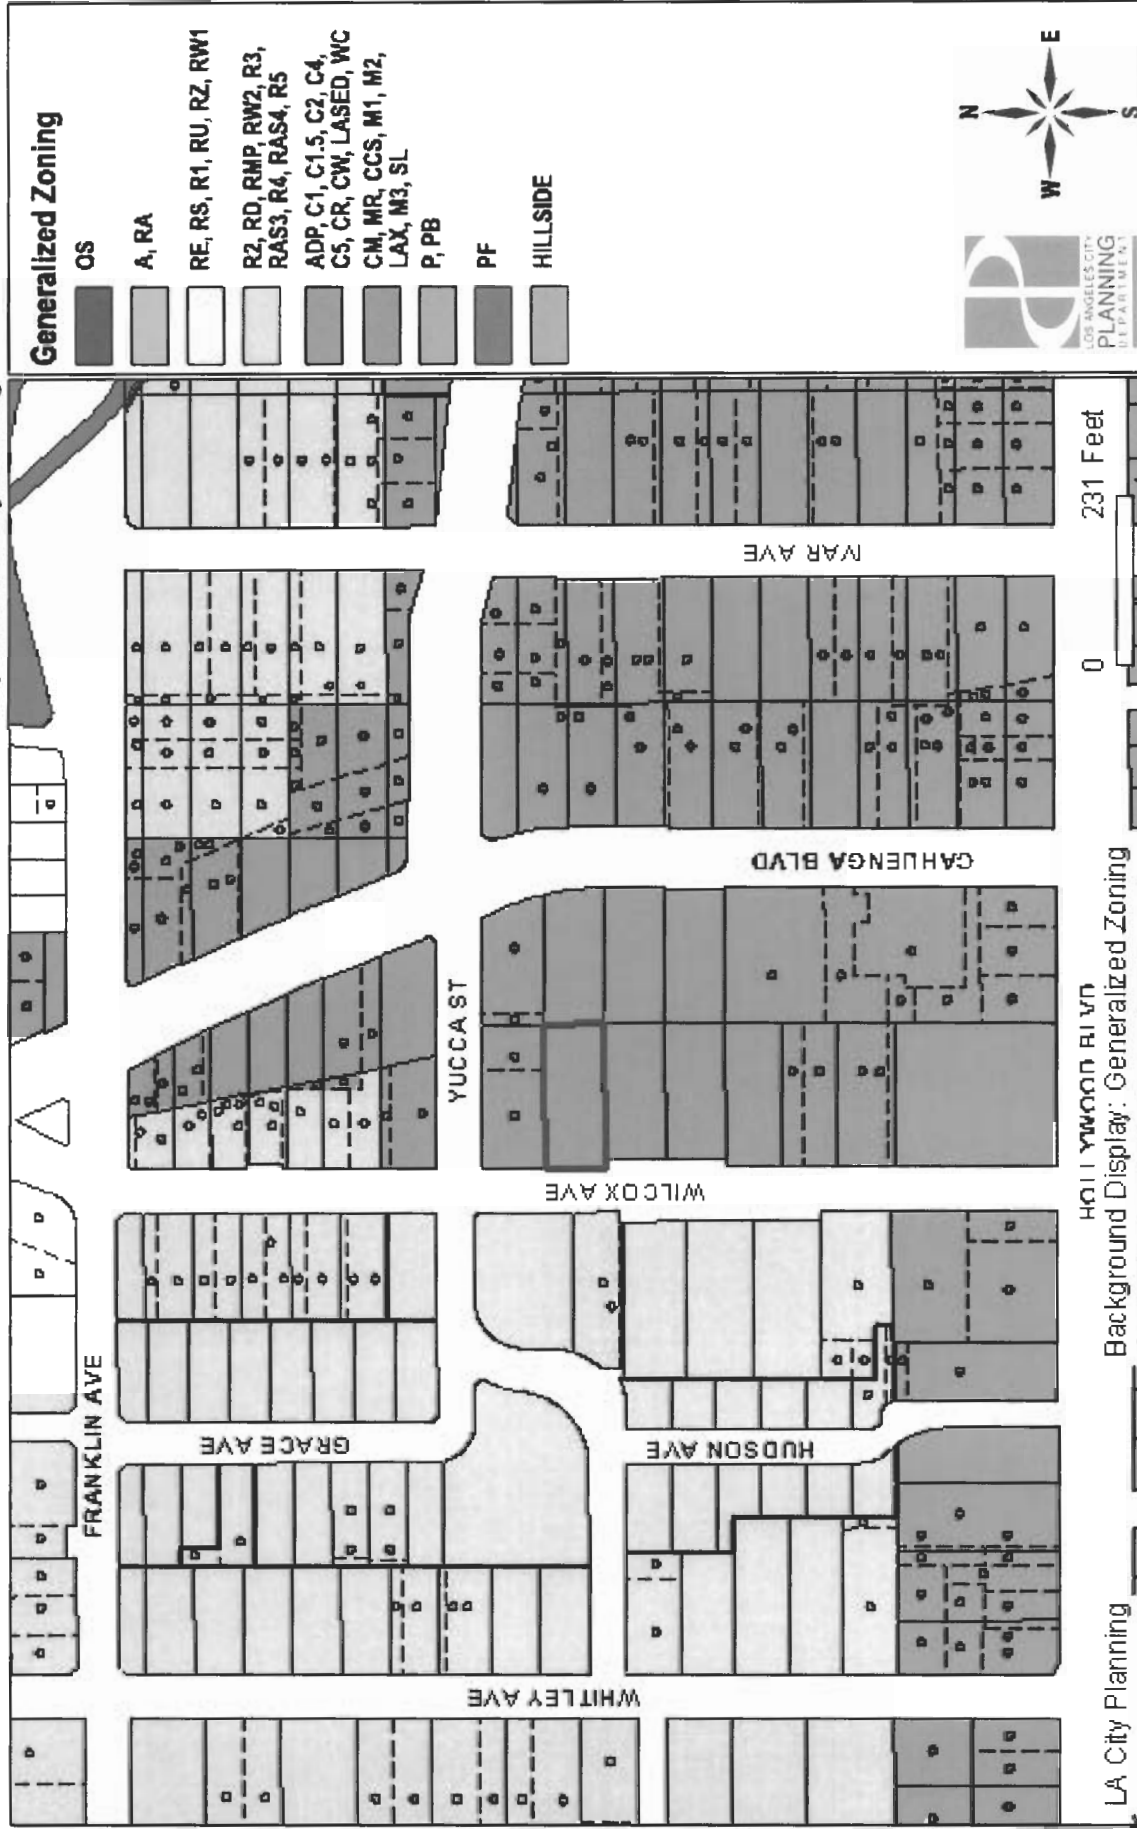 Generalized Zoning
OS
A, RA
RE, RS, R1, RU, RZ, RW1
R2, RD, RMP, RW2, R3,
RAS3, R4, RAS4, R5
ADP, C1, C1.5, C2, C4,
C5, CR, CW, LASED, WC
CM, MR, CCS, M1, M2,
LAX, M3, SL
P, PB
PF
HILLSIDE
N
W
E
S
LOS ANGELES CITY
PLANNING
DEPARTMENT
FRANKLIN AVE
GRACE AVE
YUCCA ST
WHITLEY AVE
HUDSON AVE
WILCOX AVE
CAHUENGA BLVD
IVAR AVE
HOLLYWOOD BLVD
0
231 Feet
LA City Planning
Background Display: Generalized Zoning